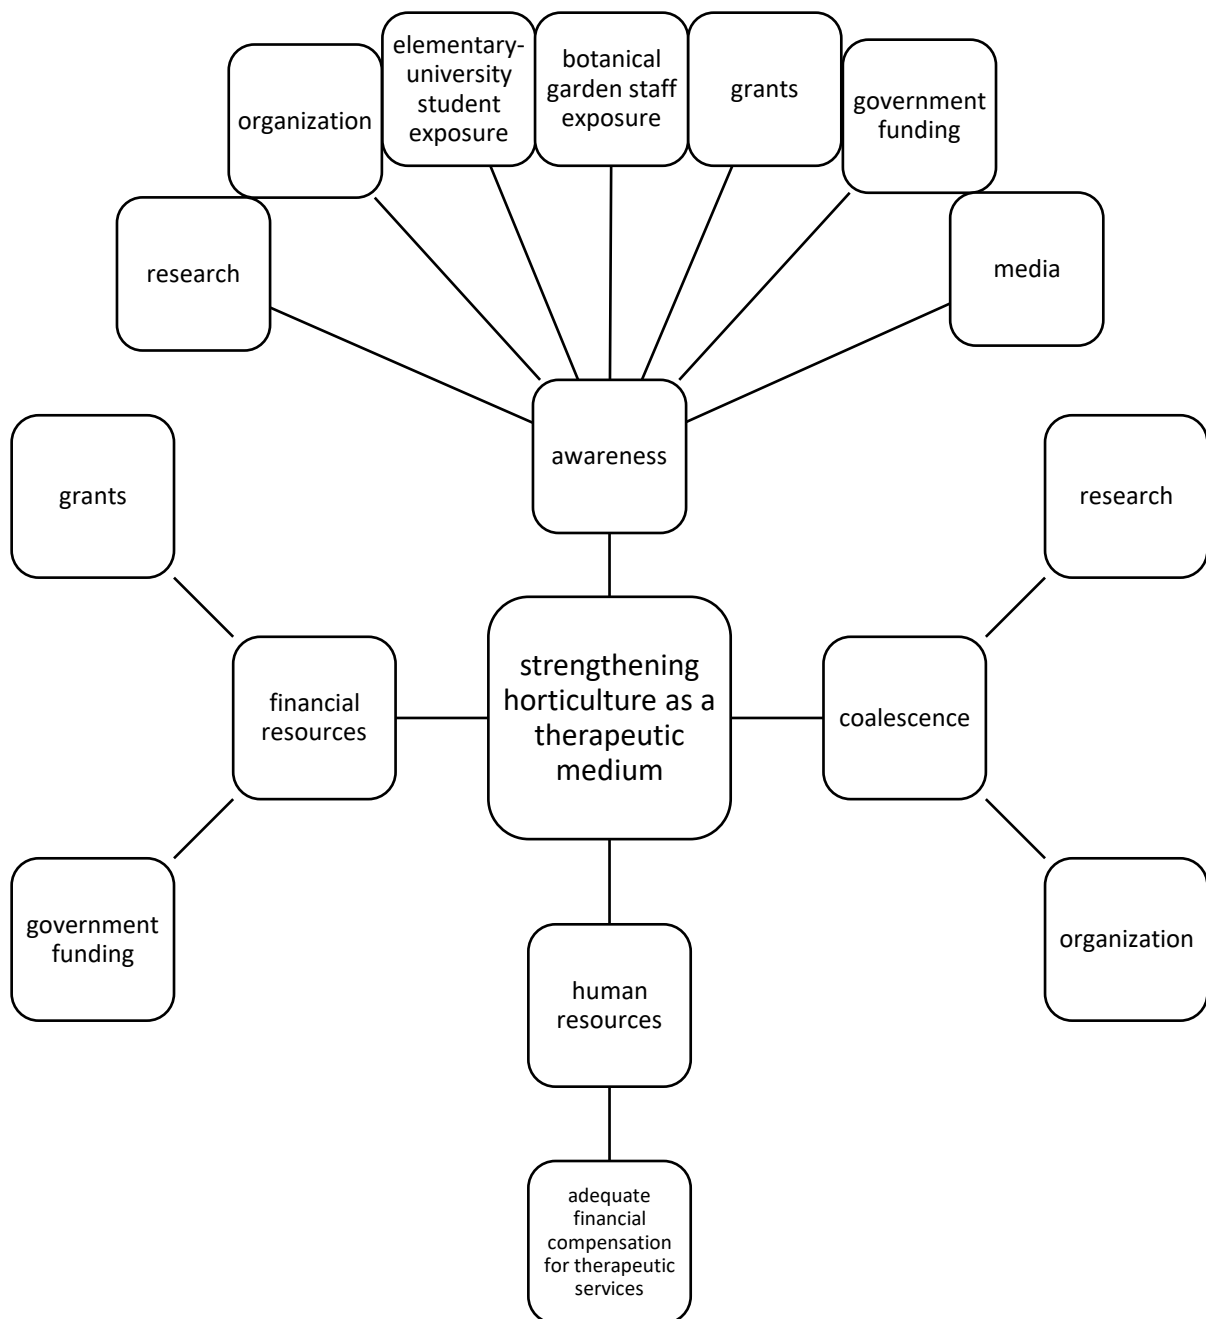 elementary-
university
student
exposure
botanical
garden staff
exposure
grants
government
funding
organization
research
media
awareness
grants
research
strengthening
horticulture as a
therapeutic
medium
financial
resources
coalescence
government
funding
organization
human
resources
adequate
financial
compensation
for therapeutic
services